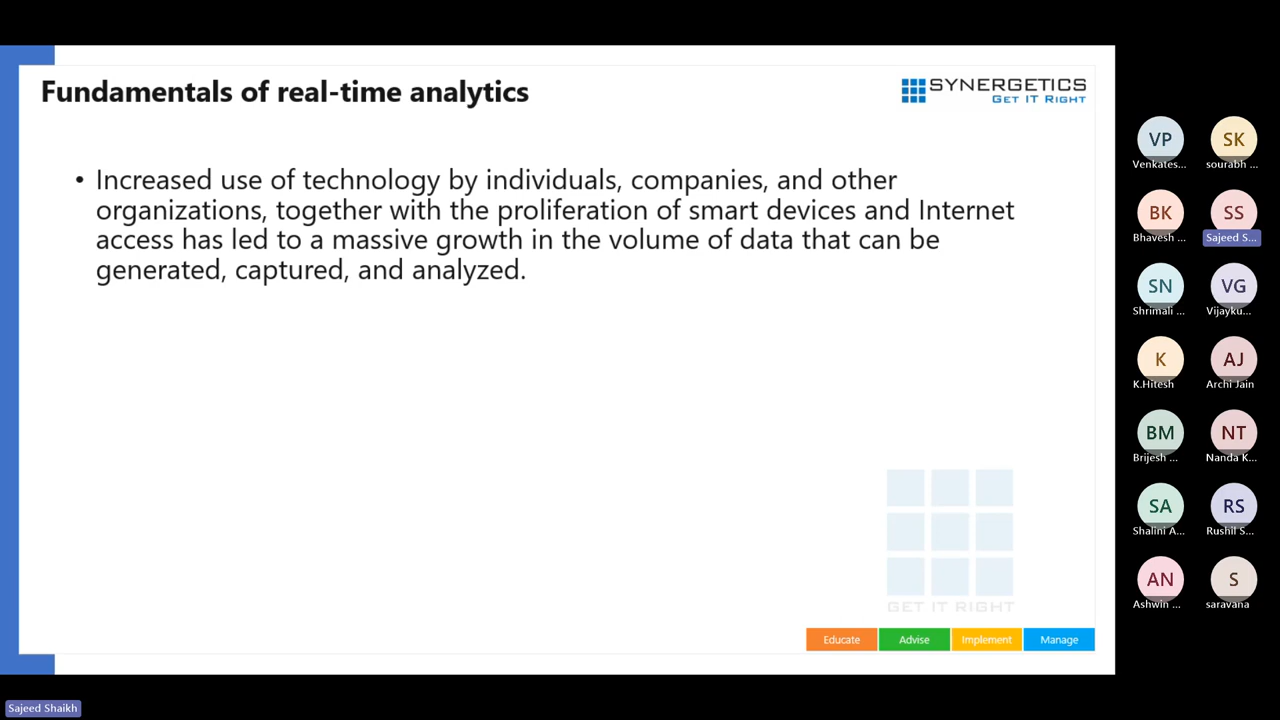 Fundamentals of real-time analytics
SYNERGETICS
GET IT RIGHT
• Increased use of technology by individuals, companies, and other
organizations, together with the proliferation of smart devices and Internet
access has led to a massive growth in the volume of data that can be
generated, captured, and analyzed.
GET IT RIGHT
Educate Advise Implement Manage
VP SK
Venkates... sourabh ...
BK SS
Bhavesh ... Sajeed S...
SN VG
Shrimali ... Vijayku...
K AJ
K.Hitesh Archi Jain
BM NT
Brijesh ... Nanda K...
SA RS
Shalini A... Rushil S...
AN S
Ashwin ... saravana
Sajeed Shaikh